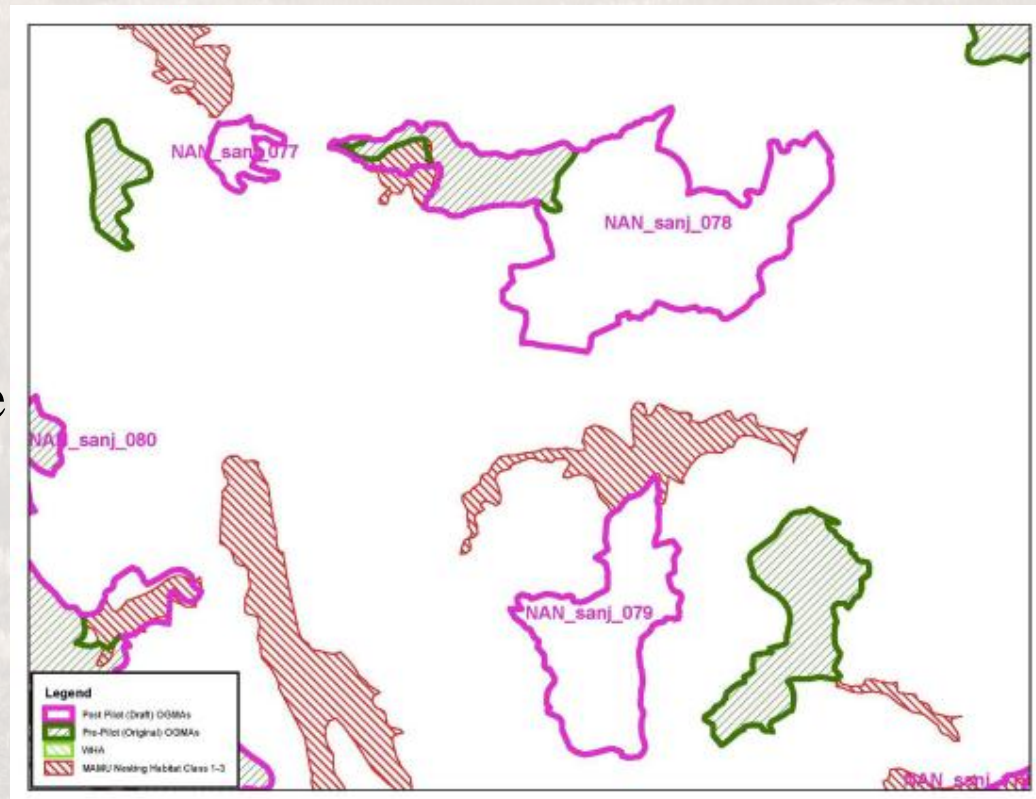 NAN_sanj_077
NAN_sanj_078
NAN_sanj_080
NAN_sanj_079
Legend
Post Pilot (Draft) OGMAs
Pre-Pilot (Original) OGMAs
WHA
MAMU Nesting Habitat Class 1-3
NAN_sanj